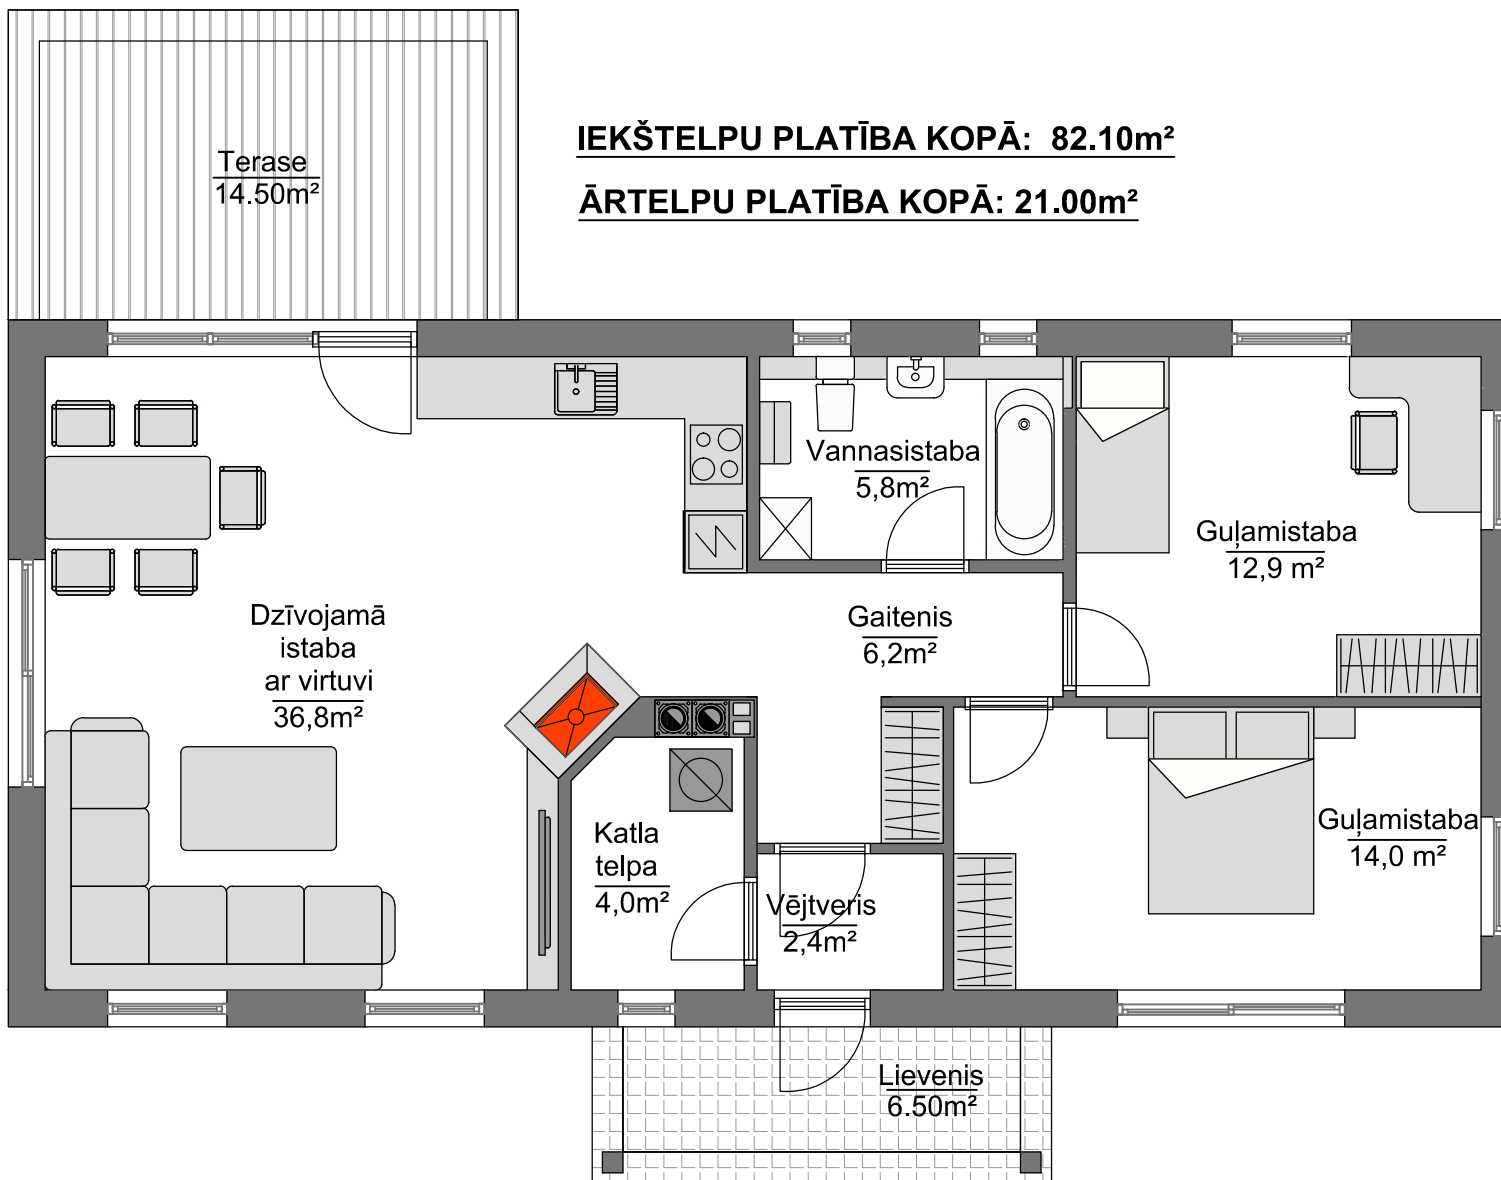 IEKŠTELPU PLATĪBA KOPĀ: 82.10m²
ĀRTELPU PLATĪBA KOPĀ: 21.00m²
Terase
14.50m²
Vannasistaba
5,8m²
Guļamistaba
12,9 m²
Dzīvojamā
istaba
ar virtuvi
36,8m²
Gaitenis
6,2m²
Guļamistaba
14,0 m²
Katla
telpa
4,0m²
Vējtveris
2,4m²
Lievenis
6.50m²